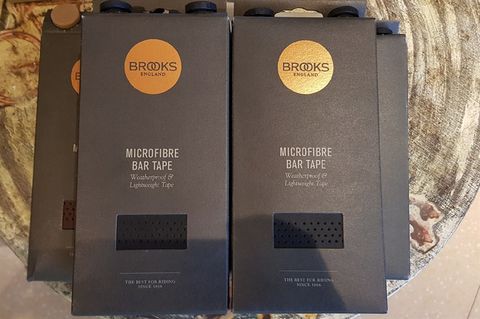 BROOKS
ENGLAND
MICROFIBRE
BAR TAPE
Weatherproof &
Lightweight Tape
THE BEST FOR RIDING
SINCE 1866
BROOKS
ENGLAND
MICROFIBRE
BAR TAPE
Weatherproof &
Lightweight Tape
THE BEST FOR RIDING
SINCE 1866